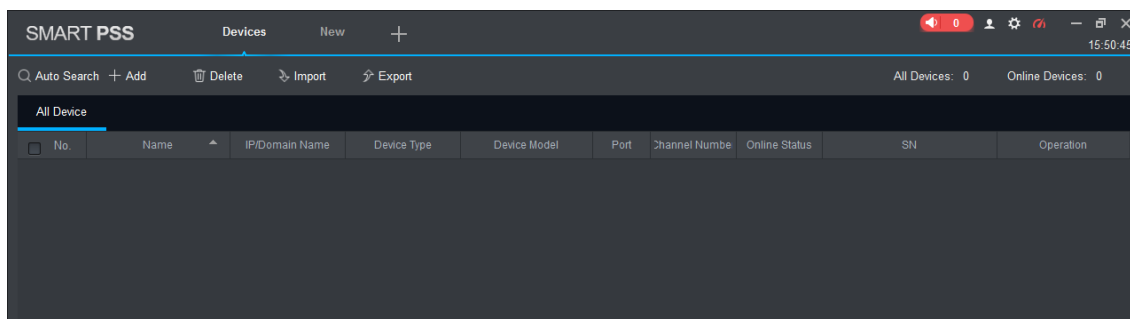 SMART PSS Devices New 0
15:50:45
Auto Search Add Delete Import Export All Devices: 0 Online Devices: 0
All Device
No. Name IP/Domain Name Device Type Device Model Port Channel Numbe Online Status SN Operation